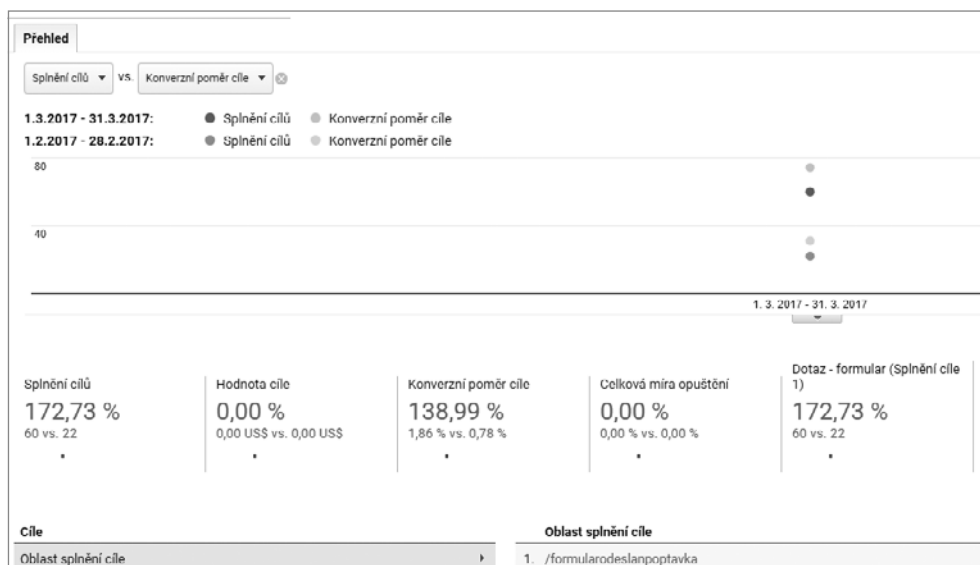 Přehled
Splnění cílů vs. Konverzní poměr cíle
1.3.2017 - 31.3.2017: Splnění cílů Konverzní poměr cíle
1.2.2017 - 28.2.2017: Splnění cílů Konverzní poměr cíle
80
40
1. 3. 2017 - 31. 3. 2017
Splnění cílů
172,73 %
60 vs. 22
Hodnota cíle
0,00 %
0,00 US$ vs. 0,00 US$
Konverzní poměr cíle
138,99 %
1,86 % vs. 0,78 %
Celková míra opuštění
0,00 %
0,00 % vs. 0,00 %
Dotaz - formular (Splnění cíle
1)
172,73 %
60 vs. 22
Cíle
Oblast splnění cíle
Oblast splnění cíle
1. /formularodeslanpoptavka